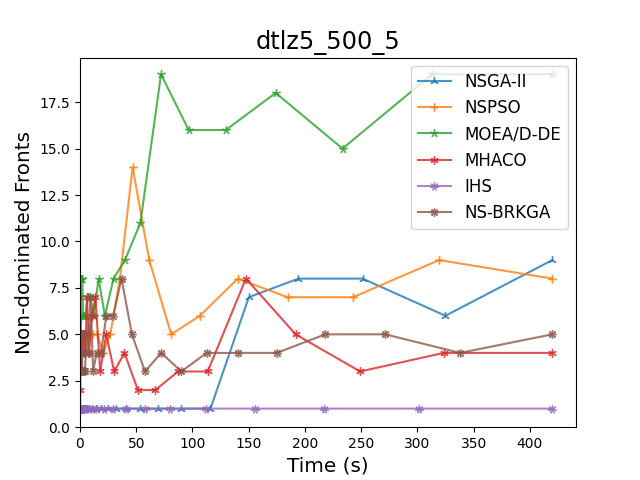 dtlz5_500_5
Non-dominated Fronts
17.5
15.0
12.5
10.0
7.5
5.0
2.5
0.0
0 50 100 150 200 250 300 350 400
Time (s)
NSGA-II
NSPSO
MOEA/D-DE
MHACO
IHS
NS-BRKGA